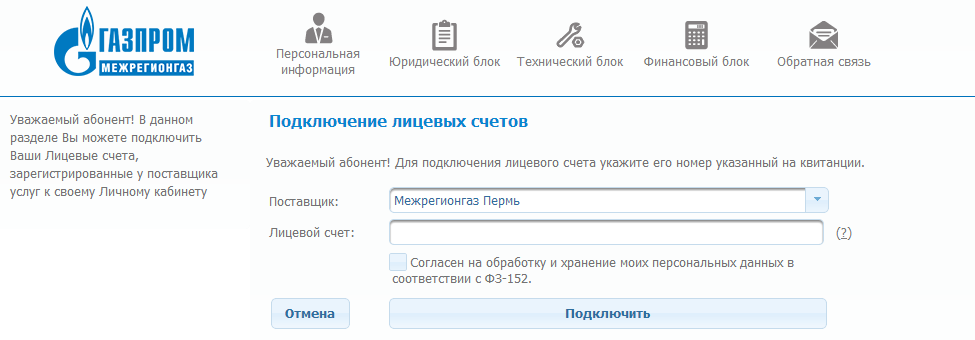 ГАЗПРОМ
МЕЖРЕГИОНГАЗ
Персональная
информация
Юридический блок
Технический блок
Финансовый блок
Обратная связь
Уважаемый абонент! В данном
разделе Вы можете подключить
Ваши Лицевые счета,
зарегистрированные у поставщика
услуг к своему Личному кабинету
Подключение лицевых счетов
Уважаемый абонент! Для подключения лицевого счета укажите его номер указанный на квитанции.
Поставщик: Межрегионгаз Пермь
Лицевой счет: (?)
Согласен на обработку и хранение моих персональных данных в
соответствии с ФЗ-152.
Отмена Подключить